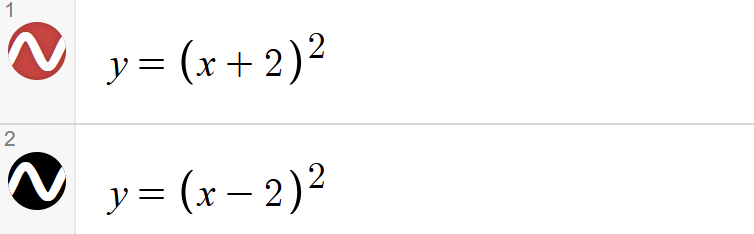 1
y = (x + 2)²
2
y = (x − 2)²